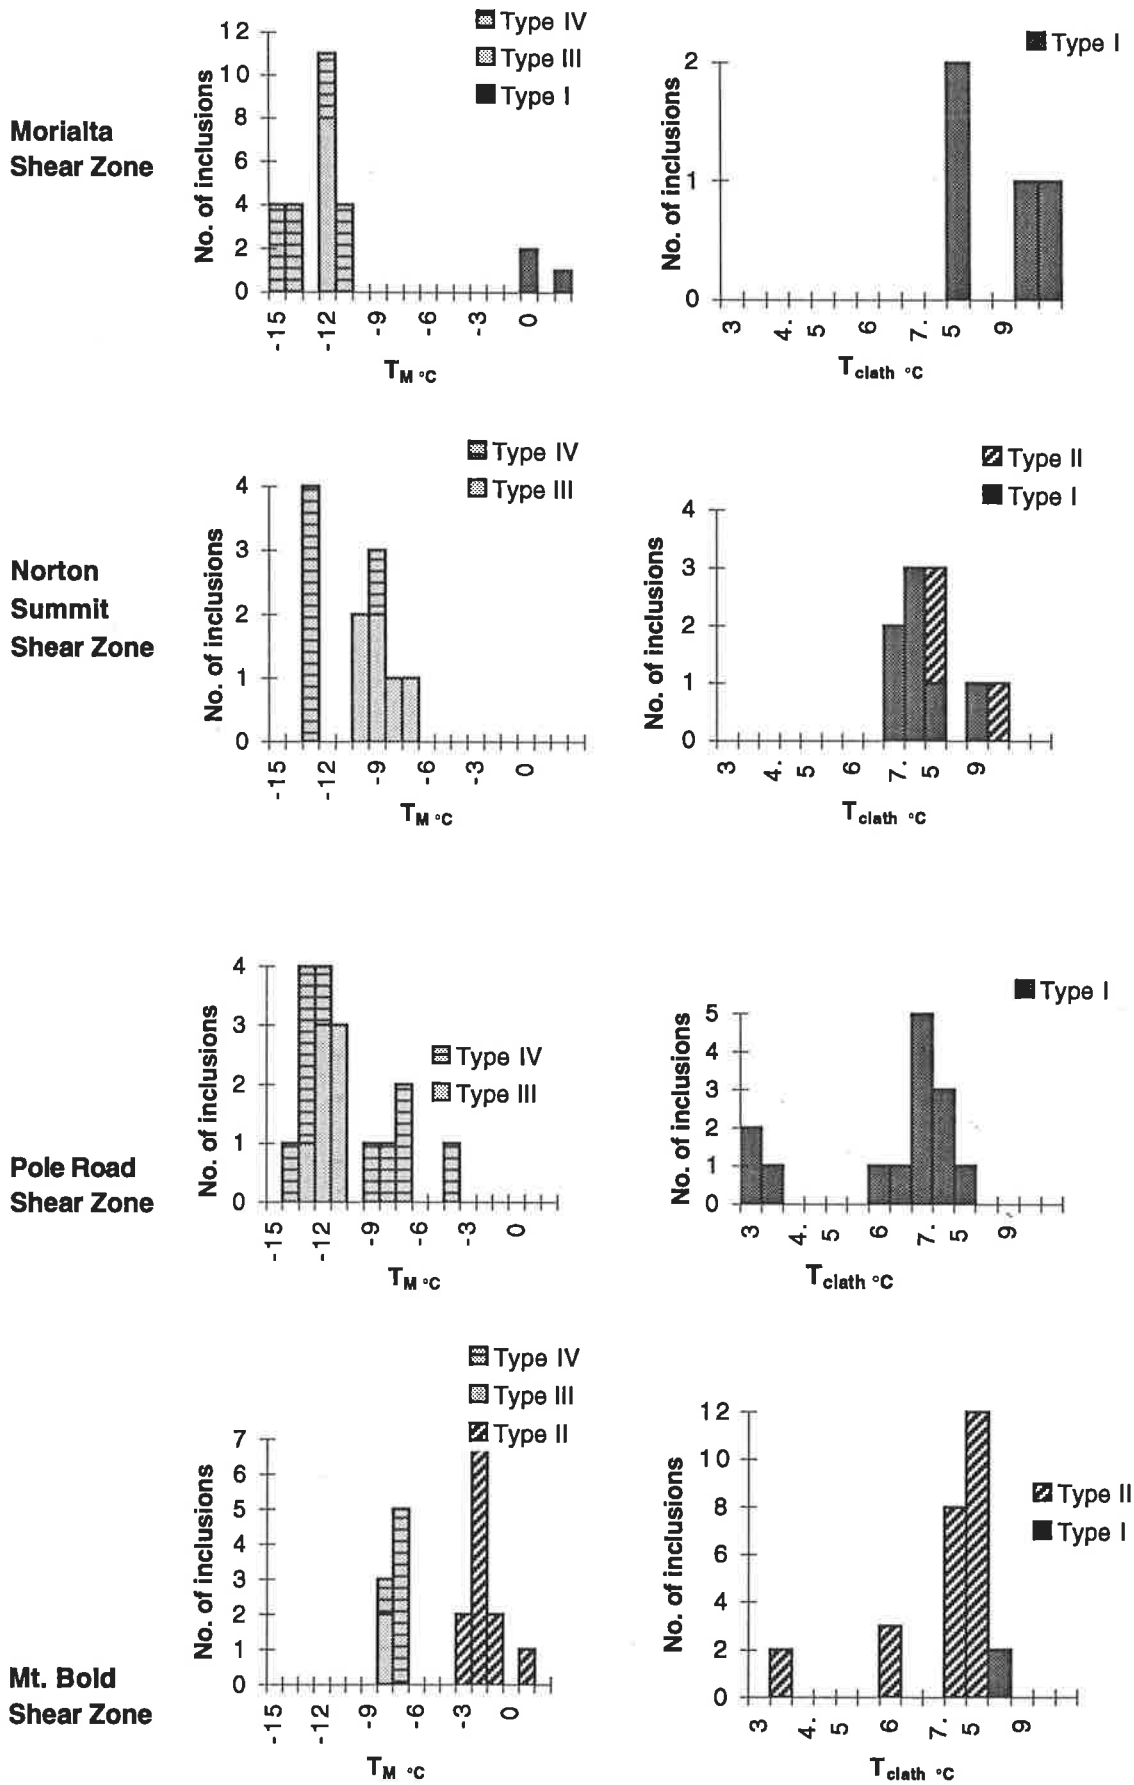 Morialta
Shear Zone
No. of inclusions
12
10
8
6
4
2
0
-15
-12
-9
-6
-3
0
T M °C
Type IV
Type III
Type I
No. of inclusions
2
1
0
3
4.
5
6
7.
5
9
T clath °C
Type I
Norton
Summit
Shear Zone
No. of inclusions
4
3
2
1
0
-15
-12
-9
-6
-3
0
T M °C
Type IV
Type III
No. of inclusions
4
3
2
1
0
3
4.
5
6
7.
5
9
T clath °C
Type II
Type I
Pole Road
Shear Zone
No. of inclusions
4
3
2
1
0
-15
-12
-9
-6
-3
0
T M °C
Type IV
Type III
No. of inclusions
5
4
3
2
1
0
3
4.
5
6
7.
5
9
T clath °C
Type I
Mt. Bold
Shear Zone
No. of inclusions
7
6
5
4
3
2
1
0
-15
-12
-9
-6
-3
0
T M °C
Type IV
Type III
Type II
No. of inclusions
12
10
8
6
4
2
0
3
4.
5
6
7.
5
9
T clath °C
Type II
Type I